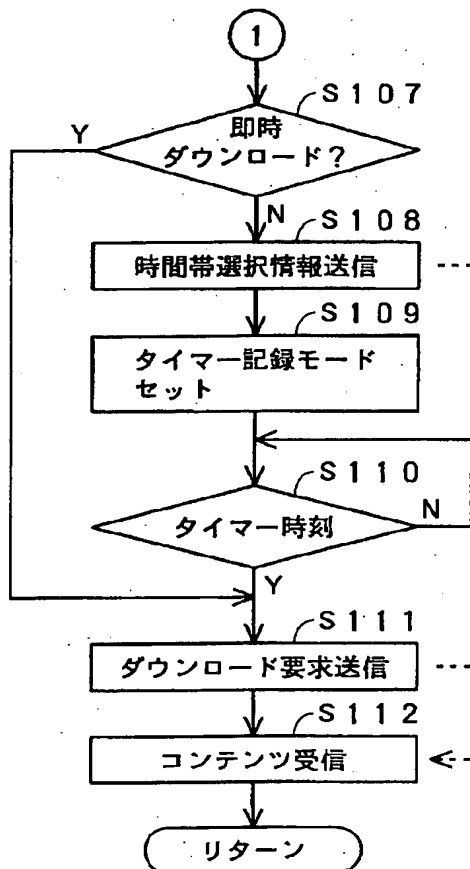 1
S107
Y
即時
ダウンロード？
N
S108
時間帯選択情報送信
S109
タイマー記録モード
セット
S110
タイマー時刻
N
Y
S111
ダウンロード要求送信
S112
コンテンツ受信
リターン